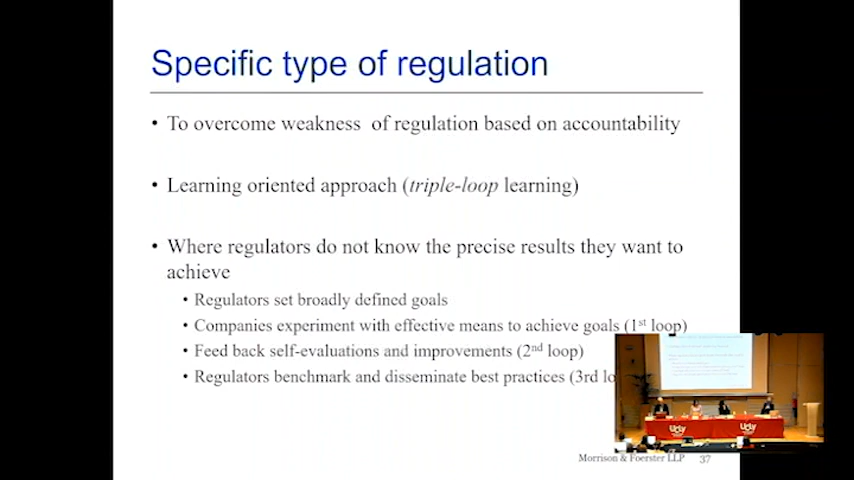 Specific type of regulation
• To overcome weakness of regulation based on accountability
• Learning oriented approach (triple-loop learning)
• Where regulators do not know the precise results they want to
achieve
• Regulators set broadly defined goals
• Companies experiment with effective means to achieve goals (1st loop)
• Feed back self-evaluations and improvements (2nd loop)
• Regulators benchmark and disseminate best practices (3rd lo
Morrison & Foerster LLP 37